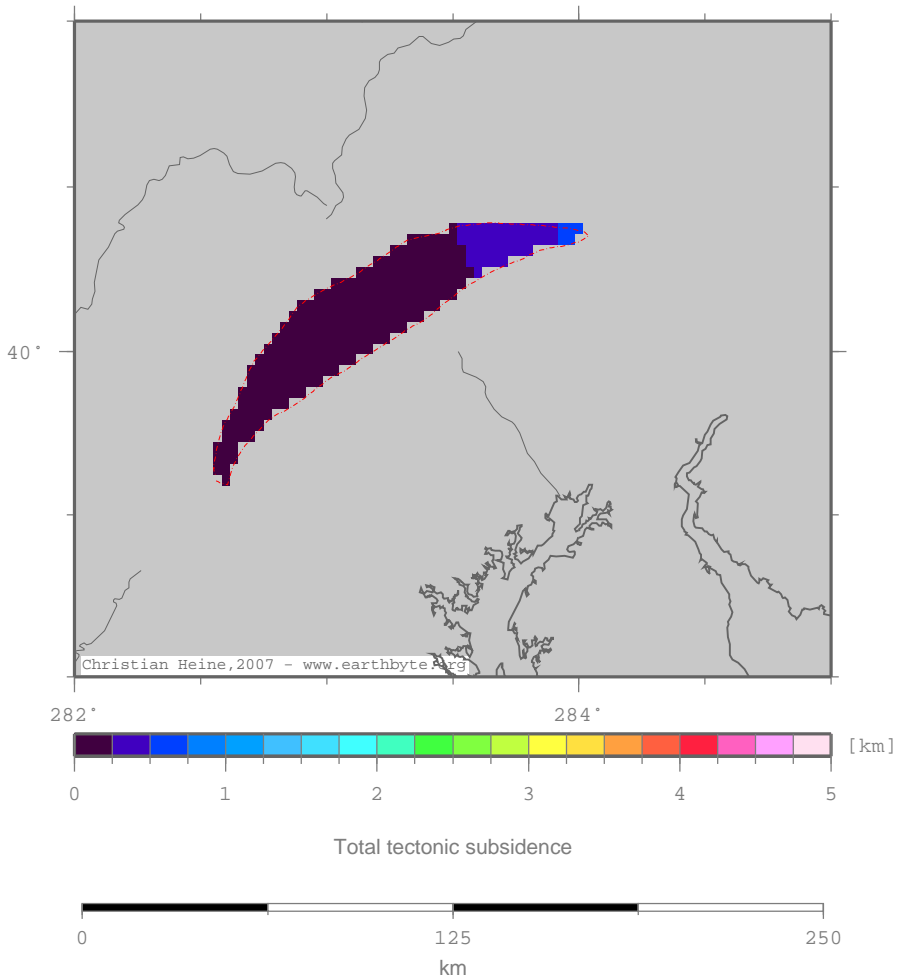 40°
Christian Heine,2007 - www.earthbyte.org
282° 284°
[km]
0 1 2 3 4 5
Total tectonic subsidence
0 125 250
km